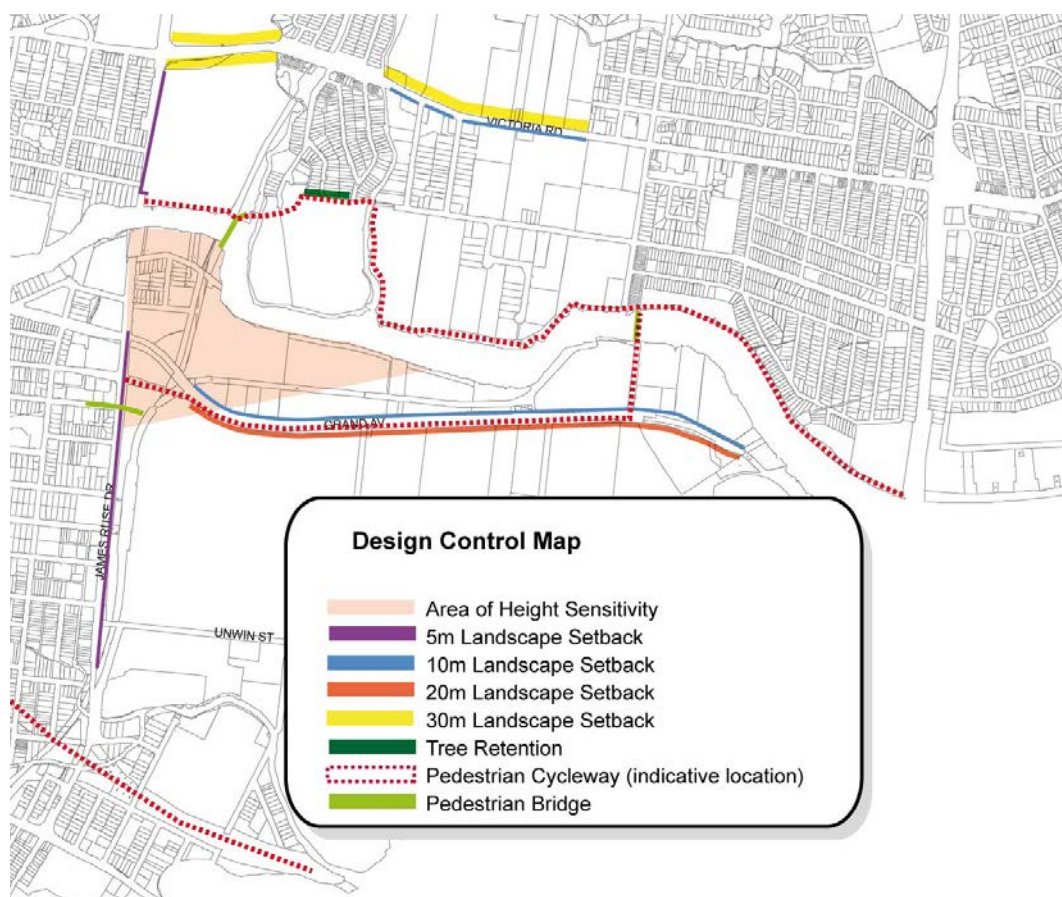 VICTORIA RD
GRAND AV
JAMES RUSE DR
UNWIN ST
Design Control Map
Area of Height Sensitivity
5m Landscape Setback
10m Landscape Setback
20m Landscape Setback
30m Landscape Setback
Tree Retention
Pedestrian Cycleway (indicative location)
Pedestrian Bridge